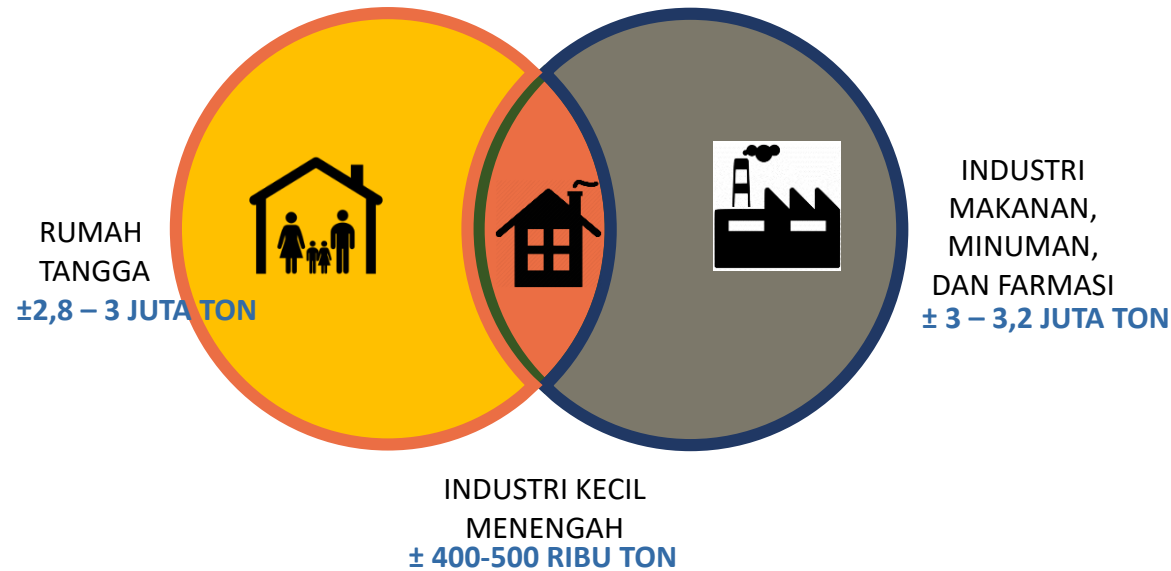 RUMAH
TANGGA
±2,8 – 3 JUTA TON
INDUSTRI
MAKANAN,
MINUMAN,
DAN FARMASI
± 3 – 3,2 JUTA TON
INDUSTRI KECIL
MENENGAH
± 400-500 RIBU TON